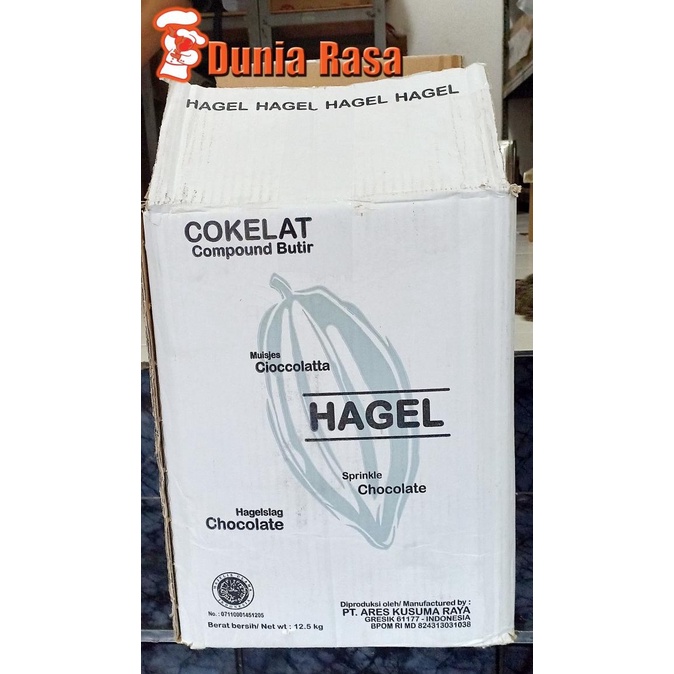 Dunia Rasa
HAGEL HAGEL HAGEL HAGEL
COKELAT
Compound Butir
Muisjes
Cioccolatta
HAGEL
Sprinkle
Chocolate
Hagelslag
Chocolate
No. : 07110001451205
Berat bersih/ Net wt : 12.5 kg
Diproduksi oleh/ Manufactured by :
PT. ARES KUSUMA RAYA
GRESIK 61177 - INDONESIA
BPOM RI MD 824313031038